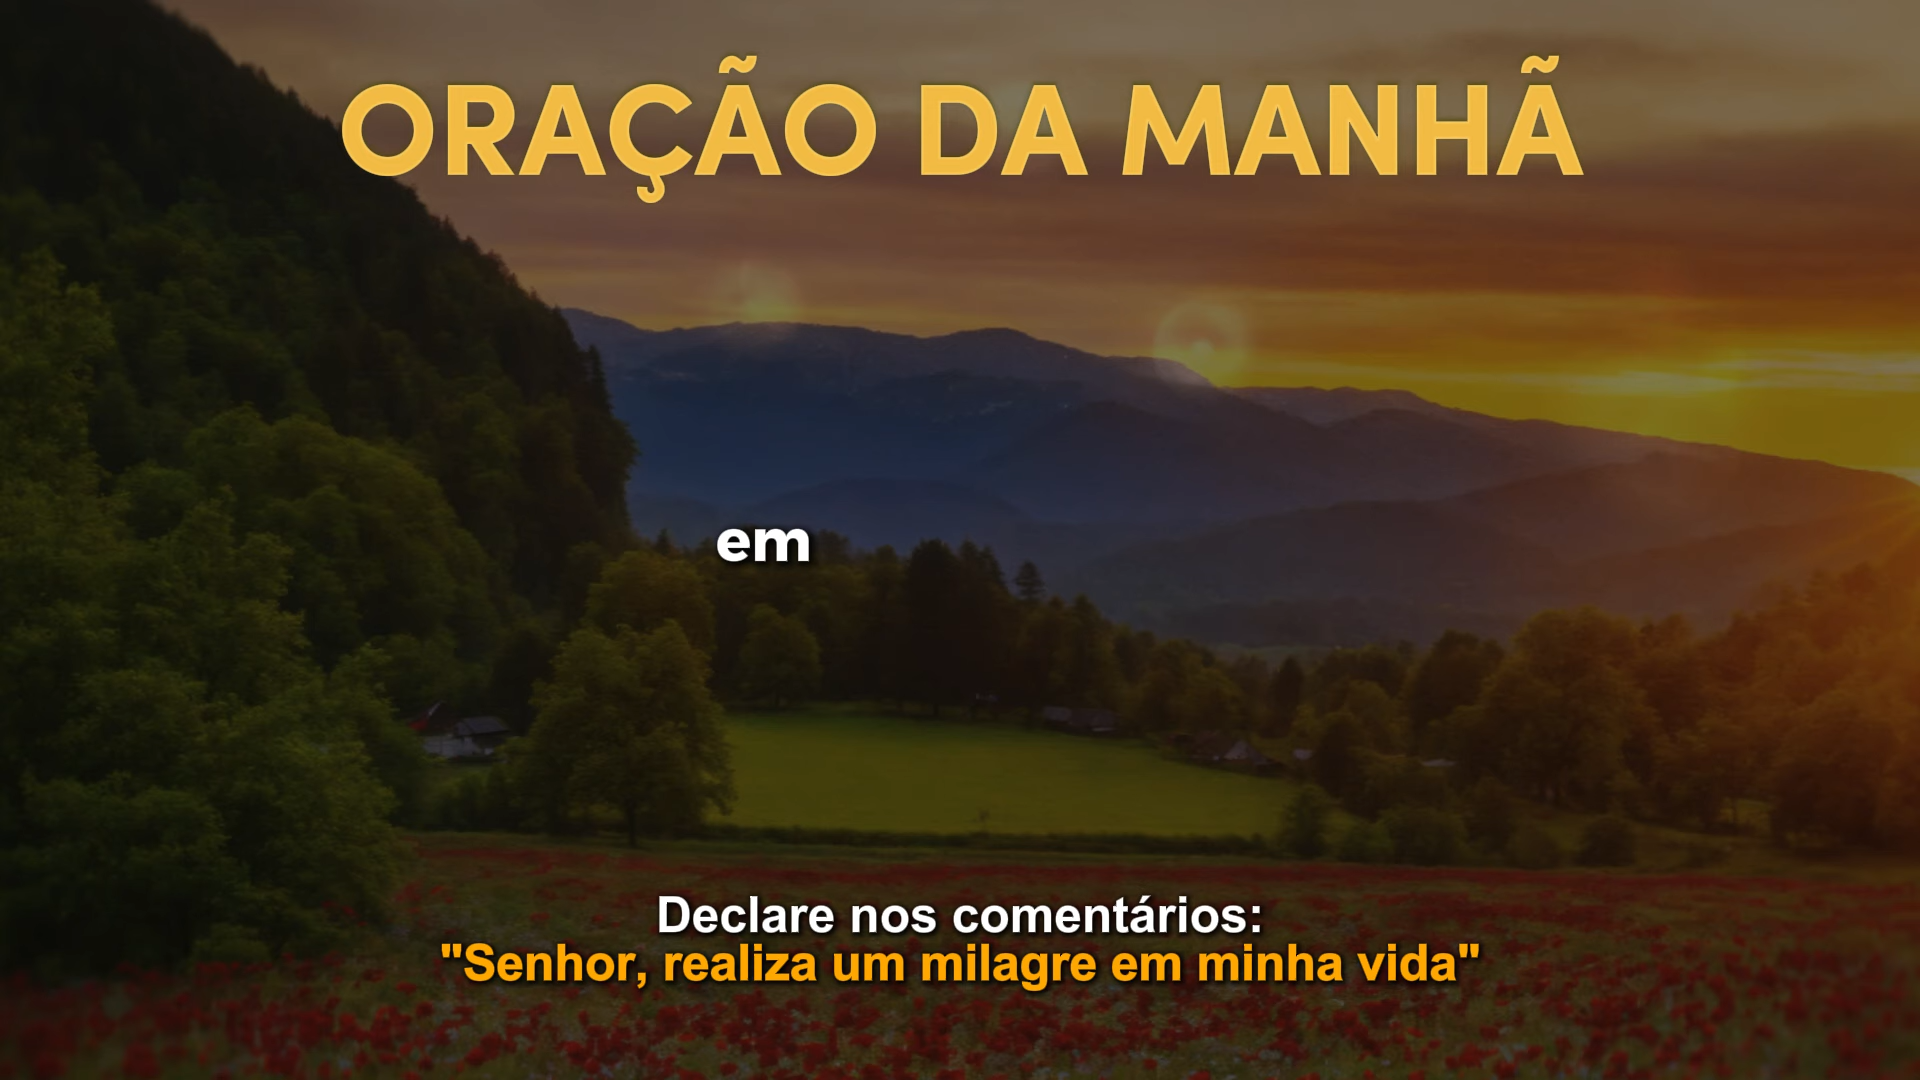 ORAÇÃO DA MANHÃ
em
Declare nos comentários:
"Senhor, realiza um milagre em minha vida"